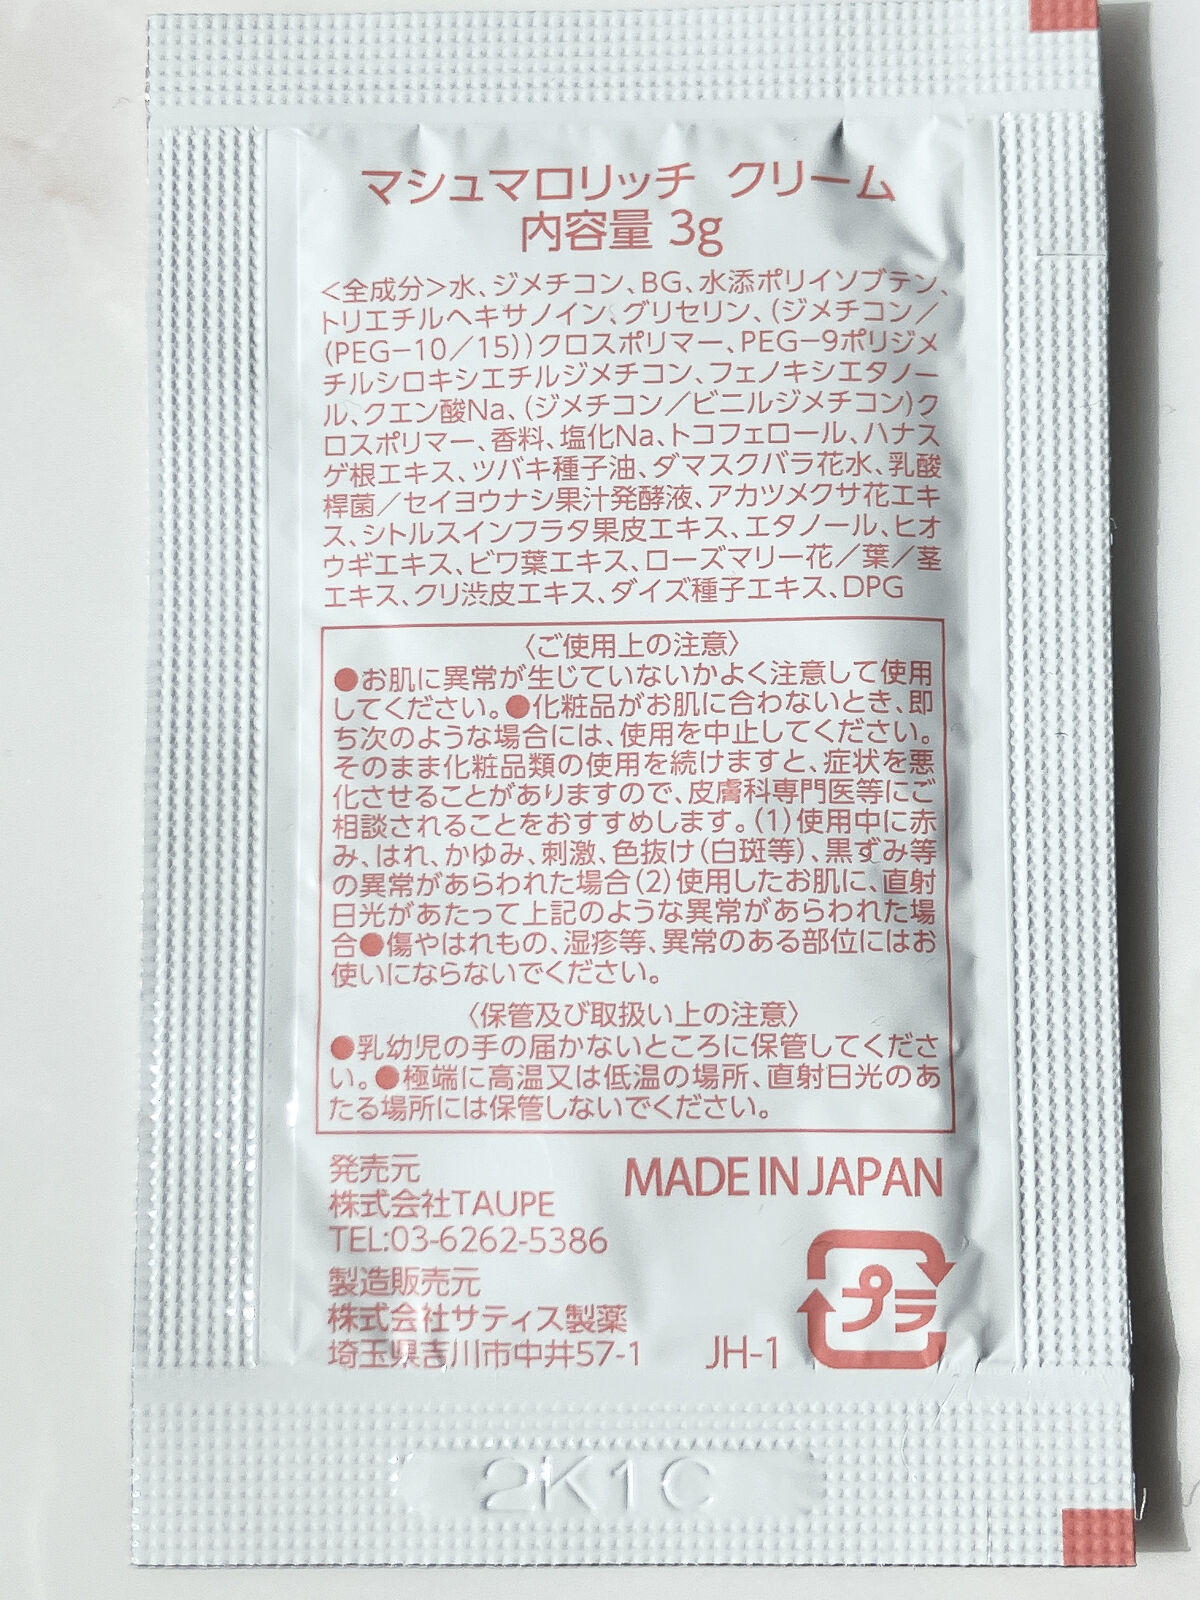 マシュマロリッチ クリーム
内容量 3g
＜全成分＞水、ジメチコン、BG、水添ポリイソブテン、
トリエチルヘキサノイン、グリセリン、(ジメチコン／
(PEG−10／15))クロスポリマー、PEG−9ポリジメ
チルシロキシエチルジメチコン、フェノキシエタノー
ル、クエン酸Na、(ジメチコン／ビニルジメチコン)ク
ロスポリマー、香料、塩化Na、トコフェロール、ハナス
ゲ根エキス、ツバキ種子油、ダマスクバラ花水、乳酸
桿菌／セイヨウナシ果汁発酵液、アカツメクサ花エキ
ス、シトルスインフラタ果皮エキス、エタノール、ヒオ
ウギエキス、ビワ葉エキス、ローズマリー花／葉／茎
エキス、クリ渋皮エキス、ダイズ種子エキス、DPG
〈ご使用上の注意〉
●お肌に異常が生じていないかよく注意して使用
してください。●化粧品がお肌に合わないとき、即
ち次のような場合には、使用を中止してください。
そのまま化粧品類の使用を続けますと、症状を悪
化させることがありますので、皮膚科専門医等にご
相談されることをおすすめします。(1)使用中に赤
み、はれ、かゆみ、刺激、色抜け(白斑等)、黒ずみ等
の異常があらわれた場合(2)使用したお肌に、直射
日光があたって上記のような異常があらわれた場
合●傷やはれもの、湿疹等、異常のある部位にはお
使いにならないでください。
〈保管及び取扱い上の注意〉
●乳幼児の手の届かないところに保管してくださ
い。●極端に高温又は低温の場所、直射日光のあ
たる場所には保管しないでください。
発売元
株式会社TAUPE
TEL:03-6262-5386
製造販売元
株式会社サティス製薬
埼玉県吉川市中井57-1
MADE IN JAPAN
プラ
JH-1
2K1C